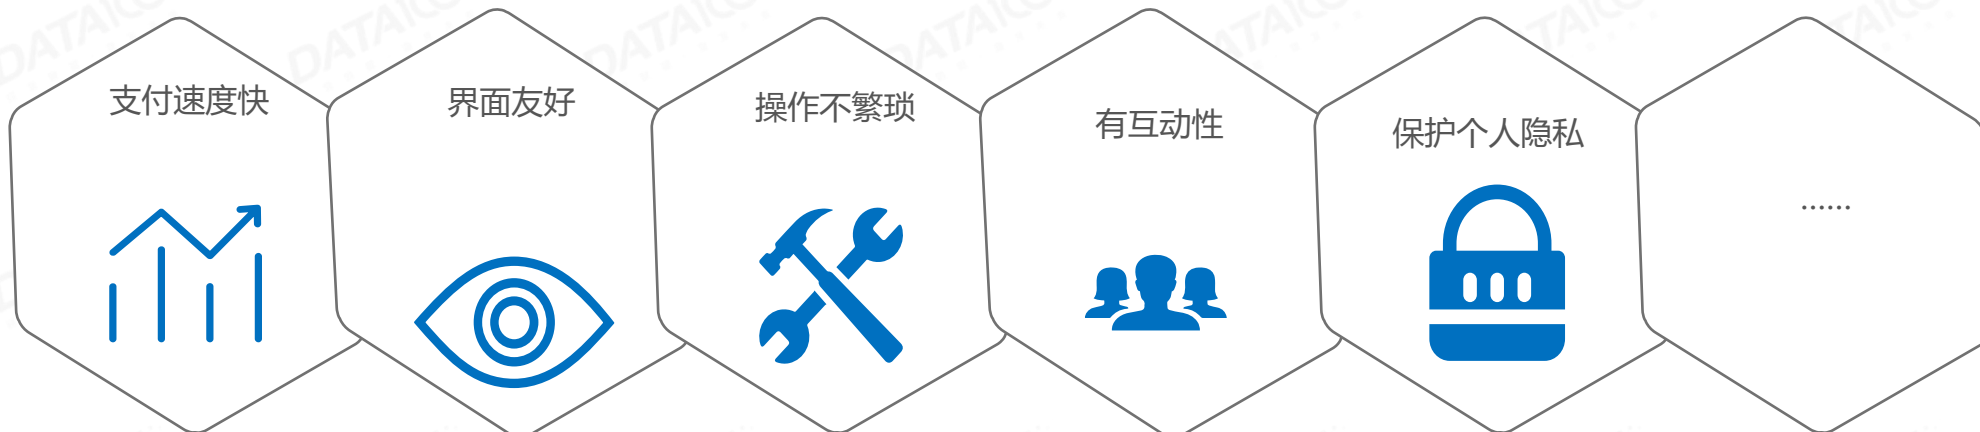 支付速度快
界面友好
操作不繁琐
有互动性
保护个人隐私
……